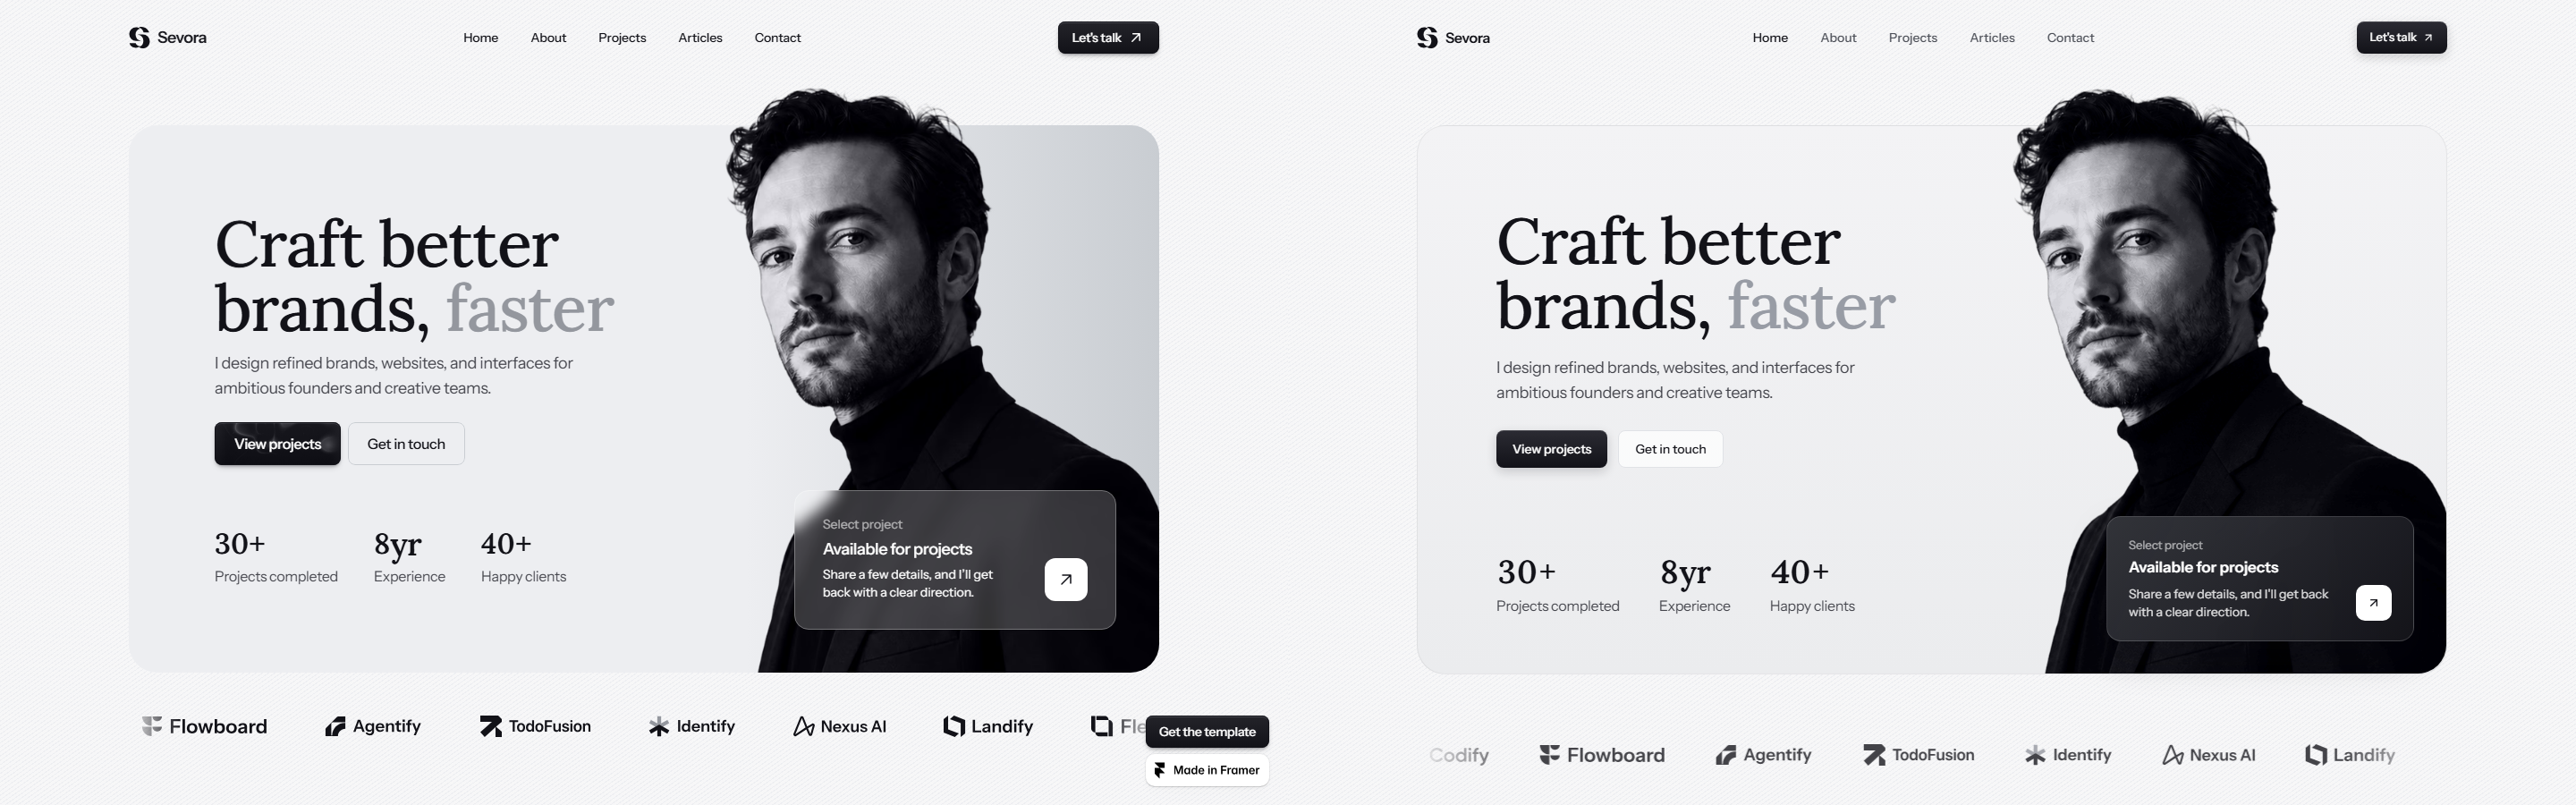 Sevora
Home
About
Projects
Articles
Contact
Let's talk
Craft better
brands, faster
I design refined brands, websites, and interfaces for
ambitious founders and creative teams.
View projects
Get in touch
30+
Projects completed
8yr
Experience
40+
Happy clients
Select project
Available for projects
Share a few details, and I'll get
back with a clear direction.
Flowboard
Agentify
TodoFusion
Identify
Nexus AI
Landify
Fle
Get the template
Made in Framer
Sevora
Home
About
Projects
Articles
Contact
Let's talk
Craft better
brands, faster
I design refined brands, websites, and interfaces for
ambitious founders and creative teams.
View projects
Get in touch
30+
Projects completed
8yr
Experience
40+
Happy clients
Select project
Available for projects
Share a few details, and I'll get back
with a clear direction.
Codify
Flowboard
Agentify
TodoFusion
Identify
Nexus AI
Landify